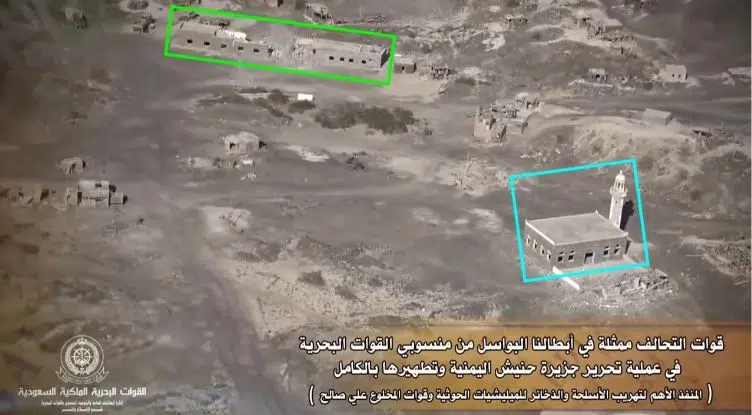 قوات التحالف ممثلة في أبطالنا البواسل من منسوبي القوات البحرية
في عملية تحرير جزيرة حنيش اليمنية وتطهيرها بالكامل
( المنفذ الأهم لتهريب الأسلحة والذخائر للميليشيات الحوثية وقوات المخلوع علي صالح )
القوات البحرية الملكية السعودية